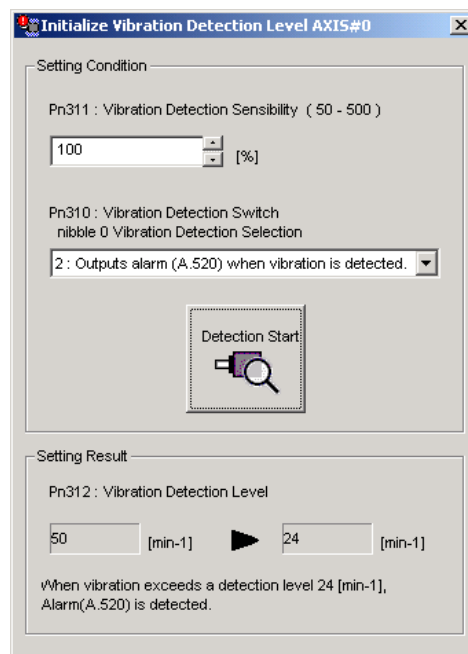 Initialize Vibration Detection Level AXIS#0
Setting Condition
Pn311 : Vibration Detection Sensibility ( 50 - 500 )
100
[%]
Pn310 : Vibration Detection Switch
nibble 0 Vibration Detection Selection
2 : Outputs alarm (A.520) when vibration is detected.
Detection Start
Setting Result
Pn312 : Vibration Detection Level
50 [min-1] 24 [min-1]
When vibration exceeds a detection level 24 [min-1],
Alarm(A.520) is detected.